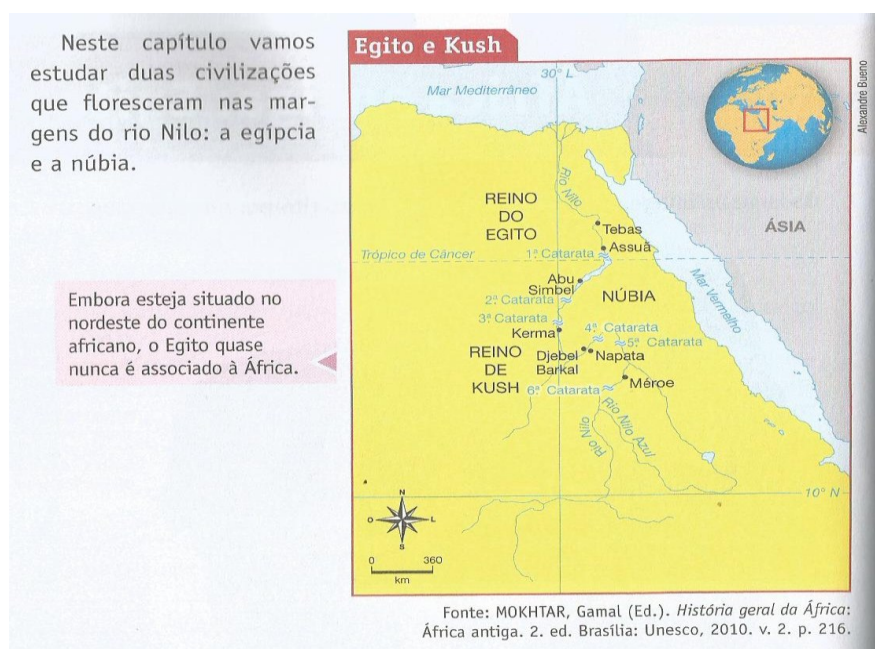 Neste capítulo vamos
estudar duas civilizações
que floresceram nas mar-
gens do rio Nilo: a egípcia
e a núbia.
Embora esteja situado no
nordeste do continente
africano, o Egito quase
nunca é associado à África.
Egito e Kush
30º L
Mar Mediterrâneo
Alexandre Bueno
Rio Nilo
REINO
DO
EGITO
Tebas
ÁSIA
Assuã
Trópico de Câncer
1ª Catarata
Abu
Simbel
Mar Vermelho
2ª Catarata
NÚBIA
3ª Catarata
Kerma
4ª Catarata
5ª Catarata
REINO
DE
KUSH
Djebel
Barkal
Napata
Méroe
6ª Catarata
Rio Nilo Azul
Rio Nilo
10º N
N
O
L
S
0 360
km
Fonte: MOKHTAR, Gamal (Ed.). História geral da África:
África antiga. 2. ed. Brasília: Unesco, 2010. v. 2. p. 216.